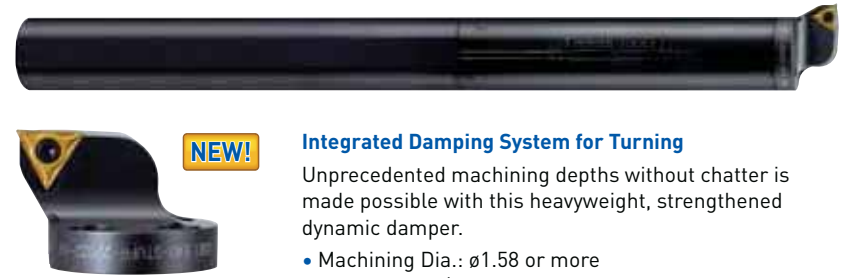 NEW!
Integrated Damping System for Turning
Unprecedented machining depths without chatter is
made possible with this heavyweight, strengthened
dynamic damper.
• Machining Dia.: ø1.58 or more